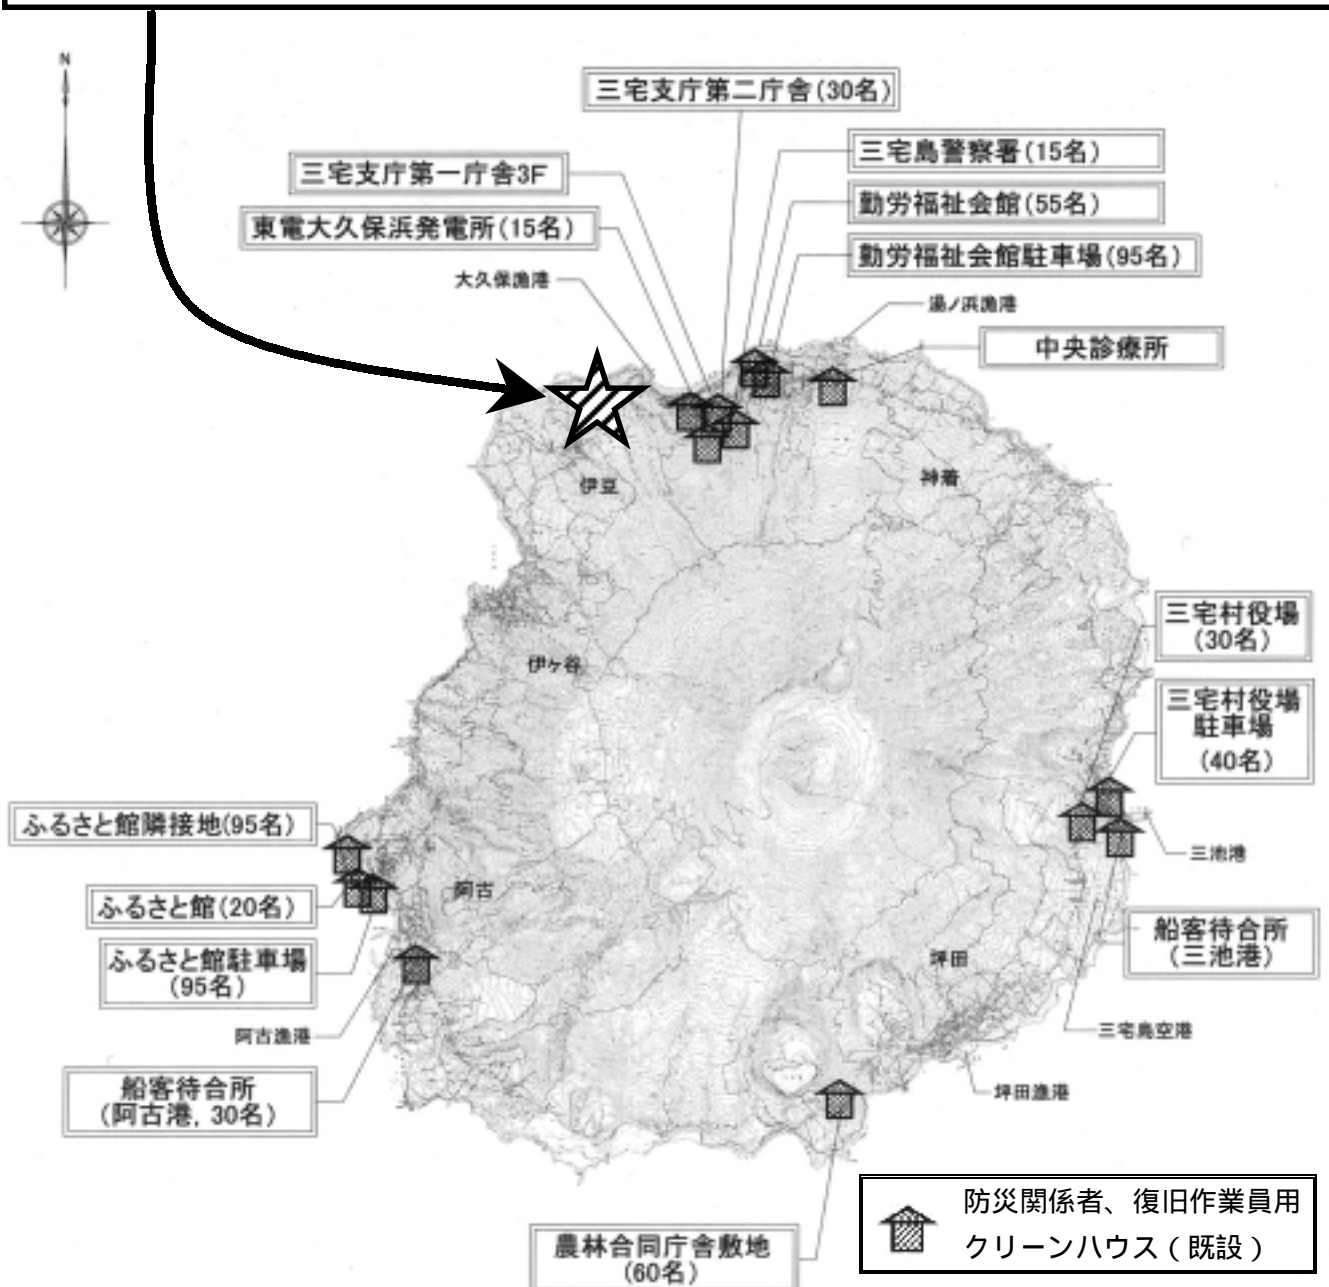 N
三宅支庁第二庁舎(30名)
三宅島警察署(15名)
三宅支庁第一庁舎3F
勤労福祉会館(55名)
東電大久保浜発電所(15名)
勤労福祉会館駐車場(95名)
大久保漁港
湯ノ浜漁港
中央診療所
神着
伊豆
三宅村役場
(30名)
伊ヶ谷
三宅村役場
駐車場
(40名)
ふるさと館隣接地(95名)
三池港
阿古
ふるさと館(20名)
船客待合所
(三池港)
ふるさと館駐車場
(95名)
坪田
阿古漁港
三宅島空港
船客待合所
(阿古港, 30名)
坪田漁港
防災関係者、復旧作業員用
クリーンハウス(既設)
農林合同庁舎敷地
(60名)